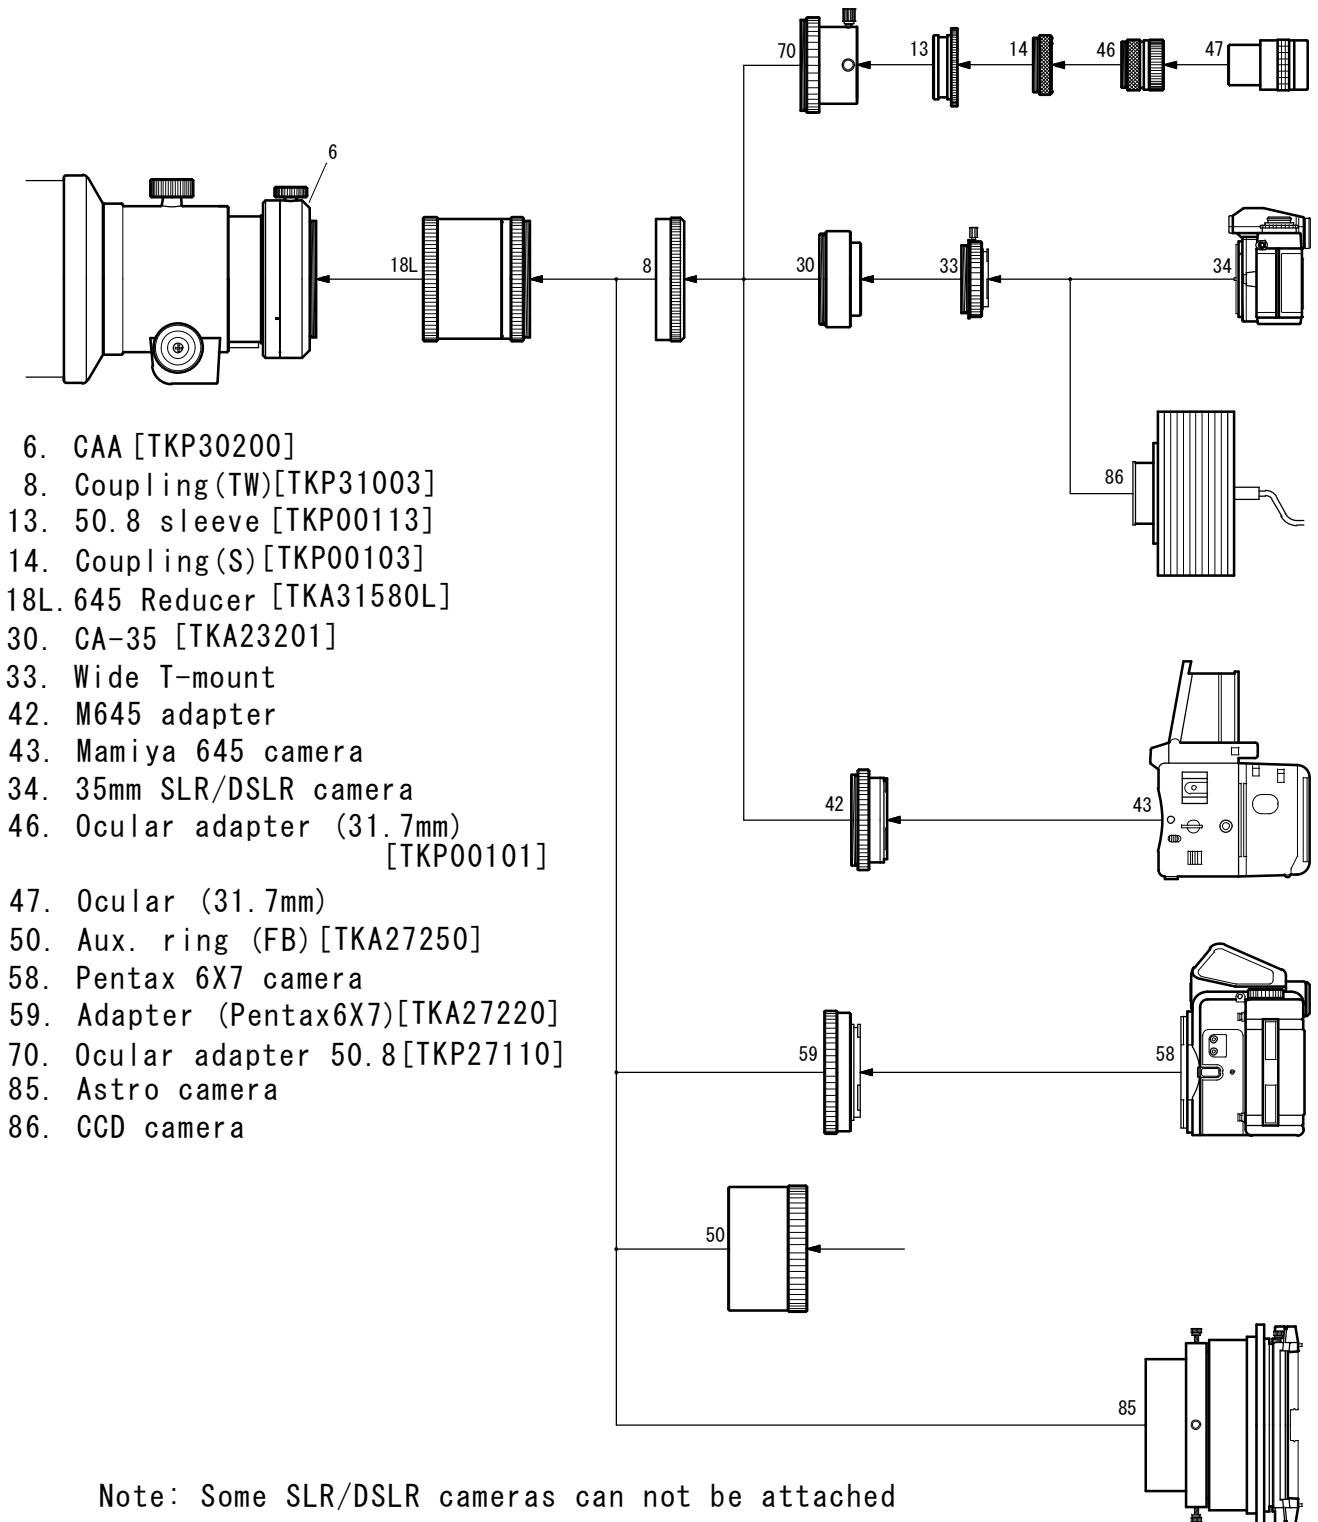 70
13
14
46
47
6
18L
8
30
33
34
86
6. CAA [TKP30200]
8. Coupling(TW)[TKP31003]
13. 50.8 sleeve [TKP00113]
14. Coupling(S)[TKP00103]
18L. 645 Reducer [TKA31580L]
30. CA-35 [TKA23201]
33. Wide T-mount
42. M645 adapter
43. Mamiya 645 camera
34. 35mm SLR/DSLR camera
46. Ocular adapter (31.7mm)
[TKP00101]
47. Ocular (31.7mm)
50. Aux. ring (FB)[TKA27250]
58. Pentax 6X7 camera
59. Adapter (Pentax6X7)[TKA27220]
70. Ocular adapter 50.8[TKP27110]
85. Astro camera
86. CCD camera
42
43
59
58
50
85
Note: Some SLR/DSLR cameras can not be attached